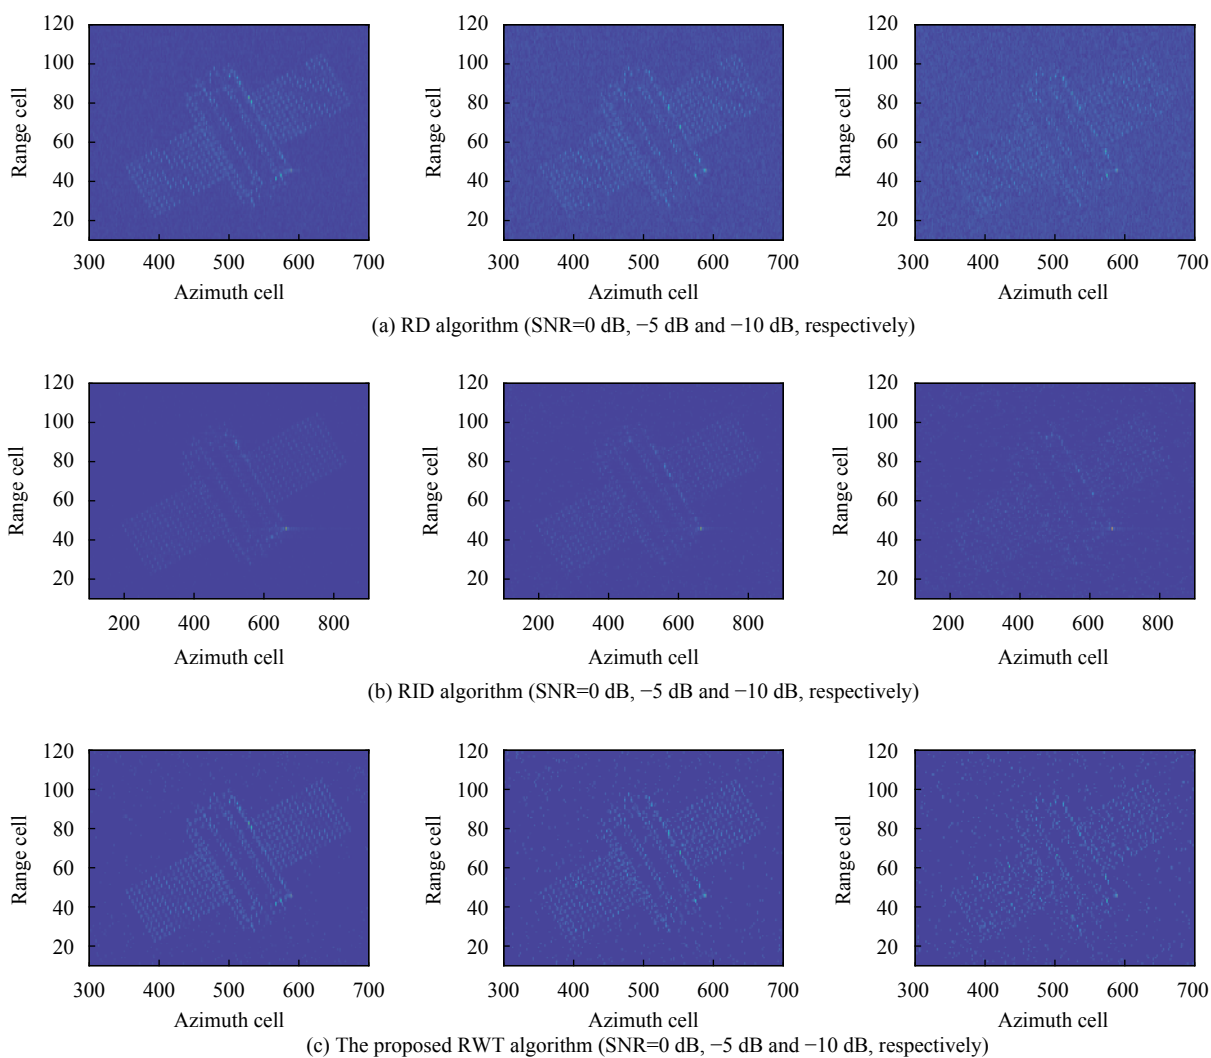 120 120 120
100 100 100
80 80 80
60 60 60
40 40 40
20 20 20
Range cell Range cell Range cell
300 400 500 600 700 300 400 500 600 700 300 400 500 600 700
Azimuth cell Azimuth cell Azimuth cell
(a) RD algorithm (SNR=0 dB, −5 dB and −10 dB, respectively)
120 120 120
100 100 100
80 80 80
60 60 60
40 40 40
20 20 20
Range cell Range cell Range cell
200 400 600 800 200 400 600 800 200 400 600 800
Azimuth cell Azimuth cell Azimuth cell
(b) RID algorithm (SNR=0 dB, −5 dB and −10 dB, respectively)
120 120 120
100 100 100
80 80 80
60 60 60
40 40 40
20 20 20
Range cell Range cell Range cell
300 400 500 600 700 300 400 500 600 700 300 400 500 600 700
Azimuth cell Azimuth cell Azimuth cell
(c) The proposed RWT algorithm (SNR=0 dB, −5 dB and −10 dB, respectively)